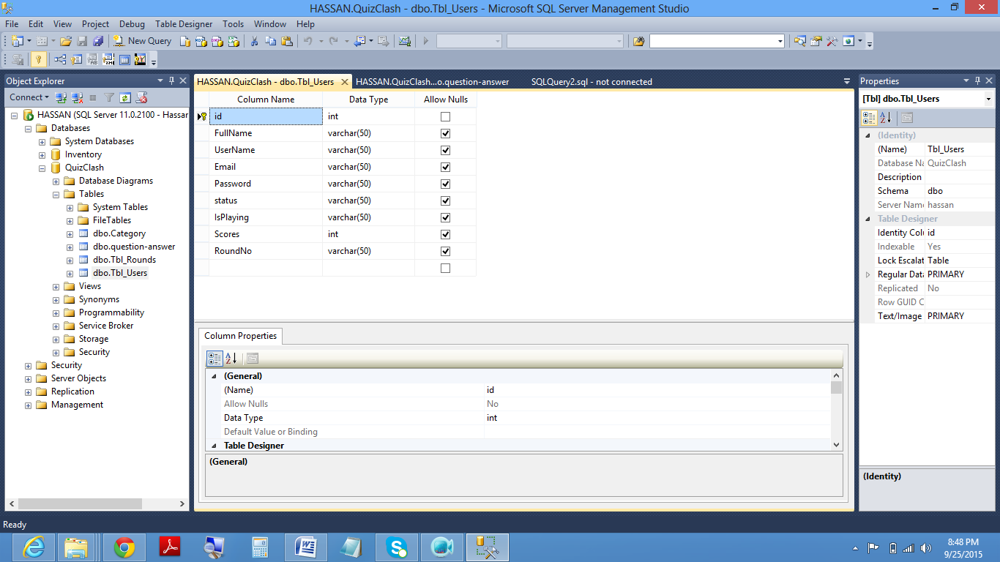 HASSAN.QuizClash - dbo.Tbl_Users - Microsoft SQL Server Management Studio
File Edit View Project Debug Table Designer Tools Window Help
New Query
Object Explorer
Connect
HASSAN (SQL Server 11.0.2100 - Hassar
Databases
System Databases
Inventory
QuizClash
Database Diagrams
Tables
System Tables
FileTables
dbo.Category
dbo.question-answer
dbo.Tbl_Rounds
dbo.Tbl_Users
Views
Synonyms
Programmability
Service Broker
Storage
Security
Security
Server Objects
Replication
Management
HASSAN.QuizClash - dbo.Tbl_Users HASSAN.QuizClash...o.question-answer SQLQuery2.sql - not connected
Column Name Data Type Allow Nulls
id int
FullName varchar(50)
UserName varchar(50)
Email varchar(50)
Password varchar(50)
status varchar(50)
IsPlaying varchar(50)
Scores int
RoundNo varchar(50)
Column Properties
(General)
(Name) id
Allow Nulls No
Data Type int
Default Value or Binding
Table Designer
(General)
Properties
[Tbl] dbo.Tbl_Users
(Identity)
(Name) Tbl_Users
Database Na QuizClash
Description
Schema dbo
Server Name hassan
Table Designer
Identity Colu id
Indexable Yes
Lock Escalat Table
Regular Data PRIMARY
Replicated No
Row GUID C
Text/Image PRIMARY
(Identity)
Ready
8:48 PM
9/25/2015